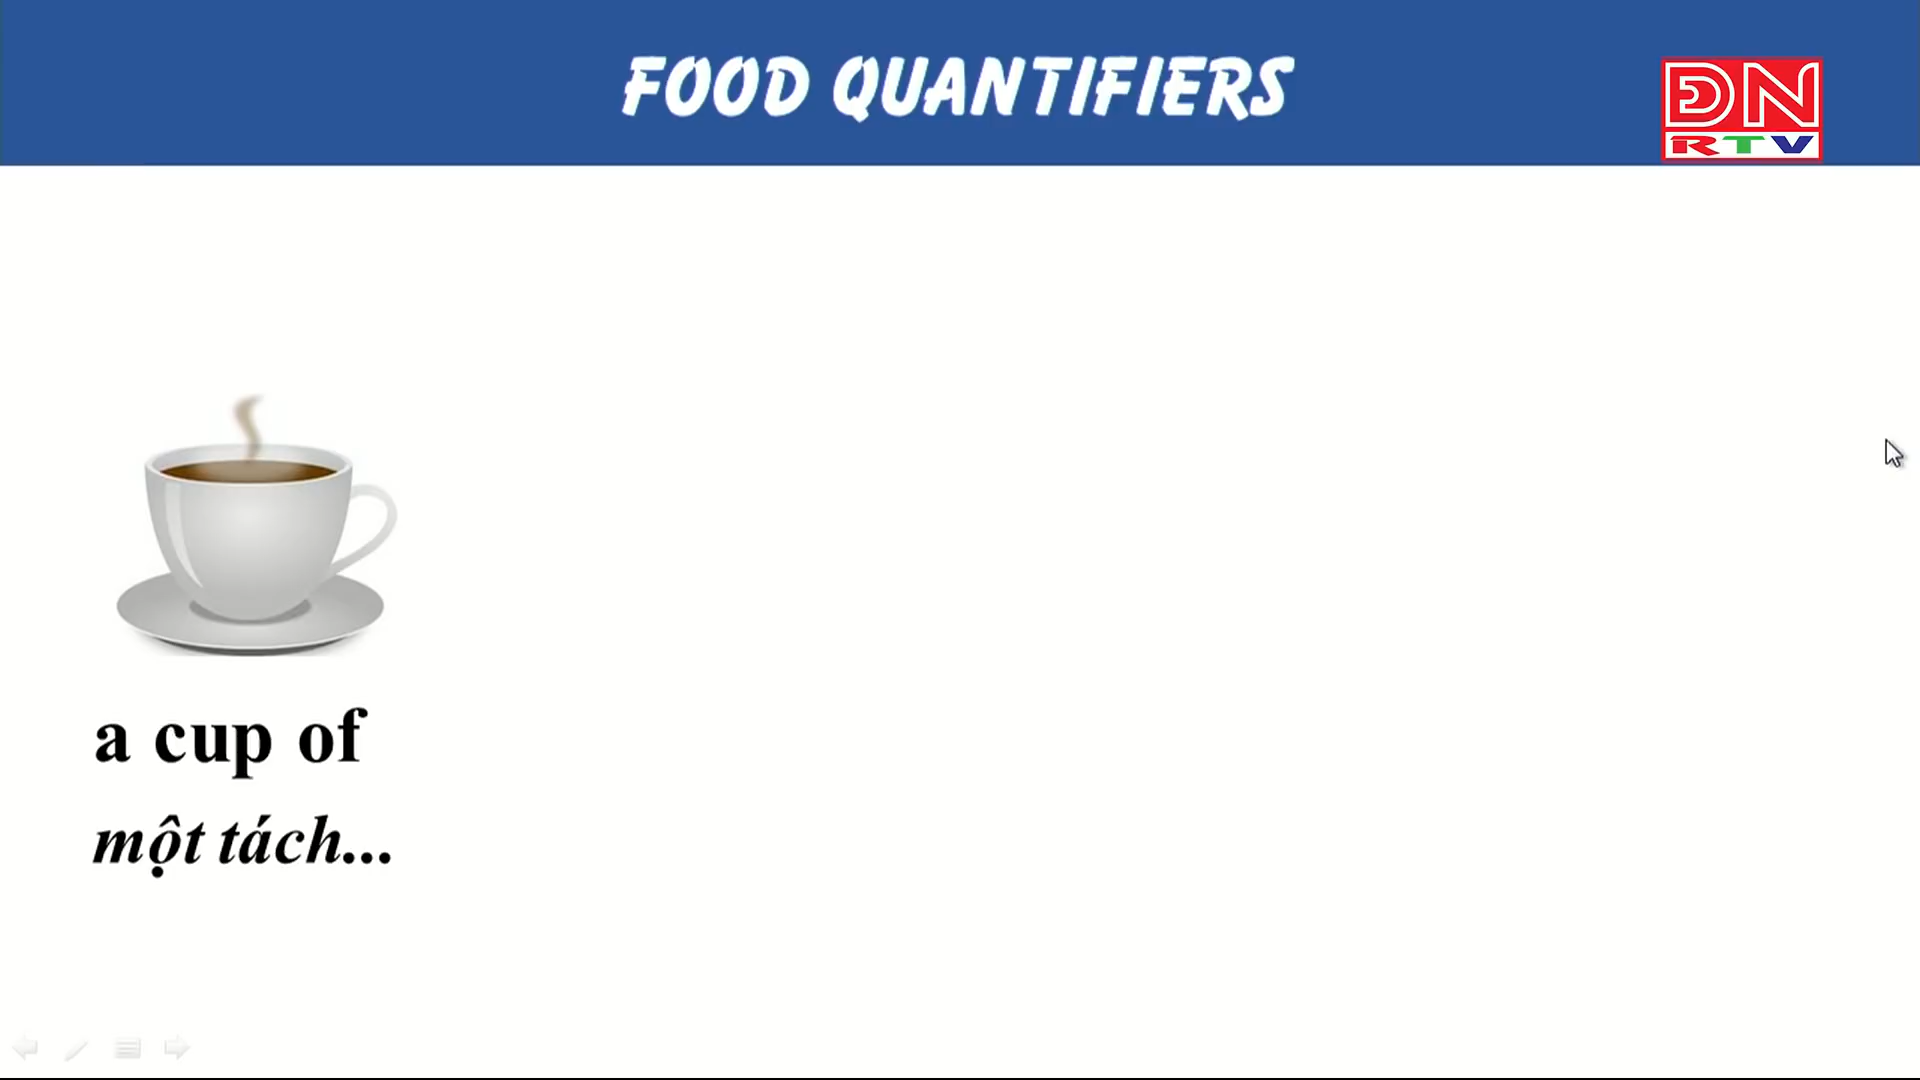 FOOD QUANTIFIERS
ĐN
RTV
a cup of
một tách...